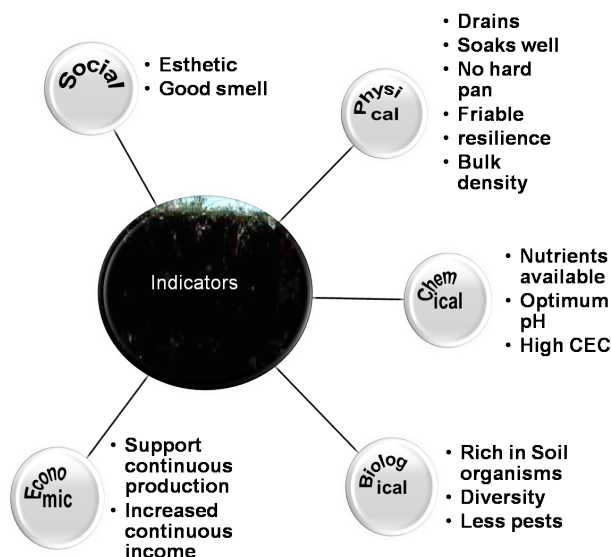 Social
• Esthetic
• Good smell
Physi
cal
• Drains
• Soaks well
• No hard
pan
• Friable
• resilience
• Bulk
density
Indicators
Chem
ical
• Nutrients
available
• Optimum
pH
• High CEC
Biolog
ical
• Rich in Soil
organisms
• Diversity
• Less pests
Econo
mic
• Support
continuous
production
• Increased
continuous
income